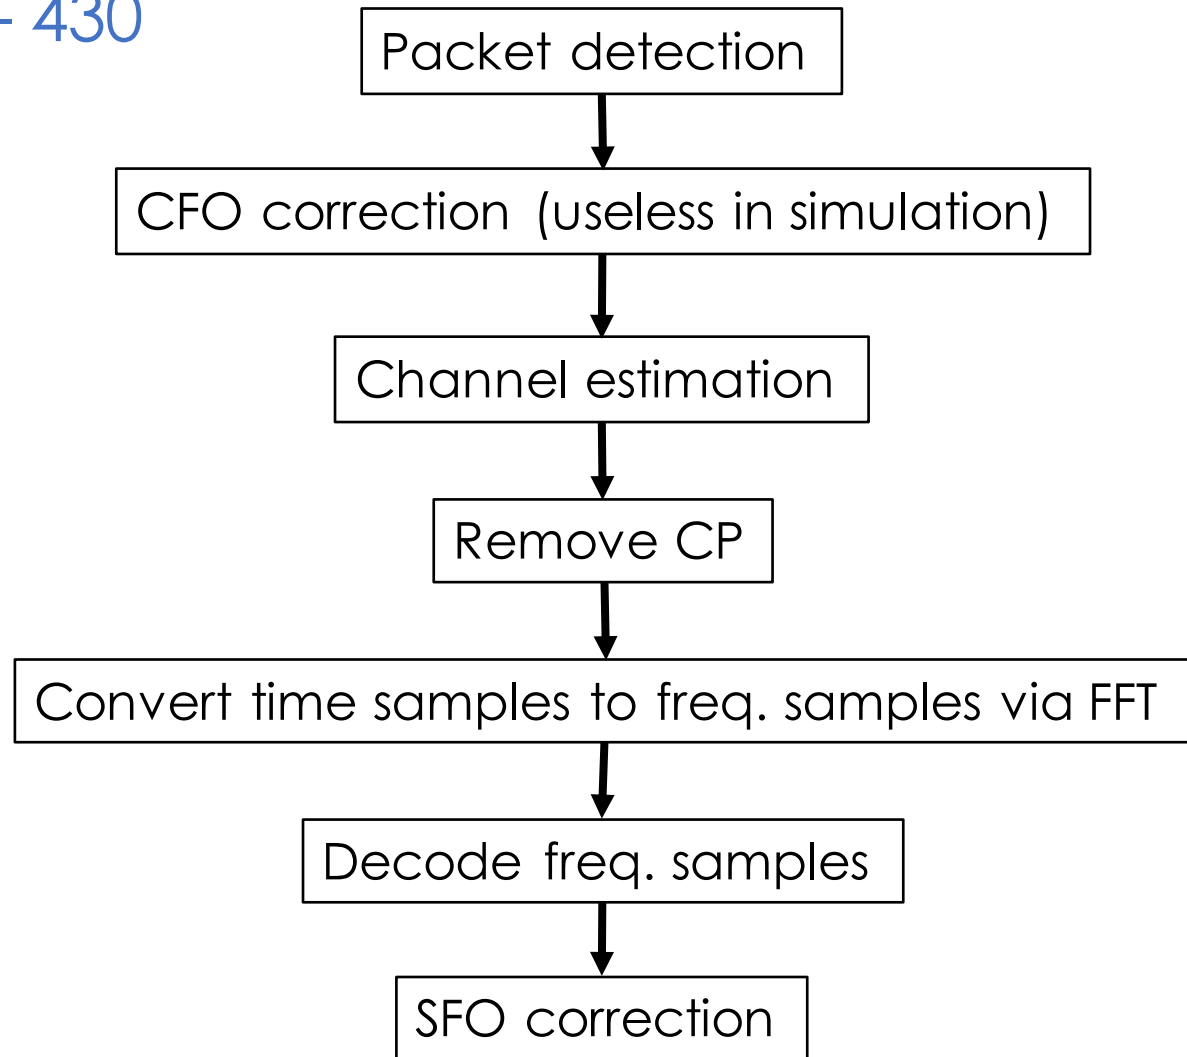 - 430
Packet detection
CFO correction (useless in simulation)
Channel estimation
Remove CP
Convert time samples to freq. samples via FFT
Decode freq. samples
SFO correction